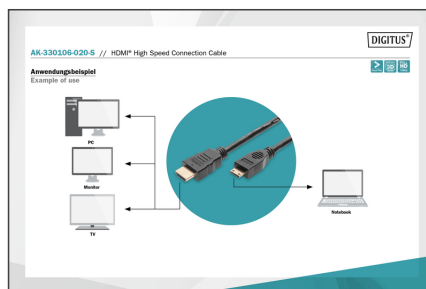 DIGITUS®
AK-330106-020-S // HDMI® High Speed Connection Cable
Anwendungsbeispiel
Example of use
PC
Monitor
TV
Notebook